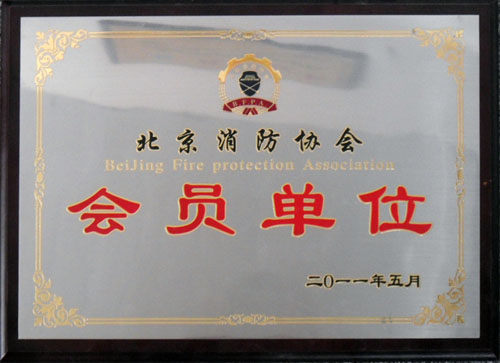 BFPA
北京消防协会
BeiJing Fire protection Association
会员单位
二0一一年五月